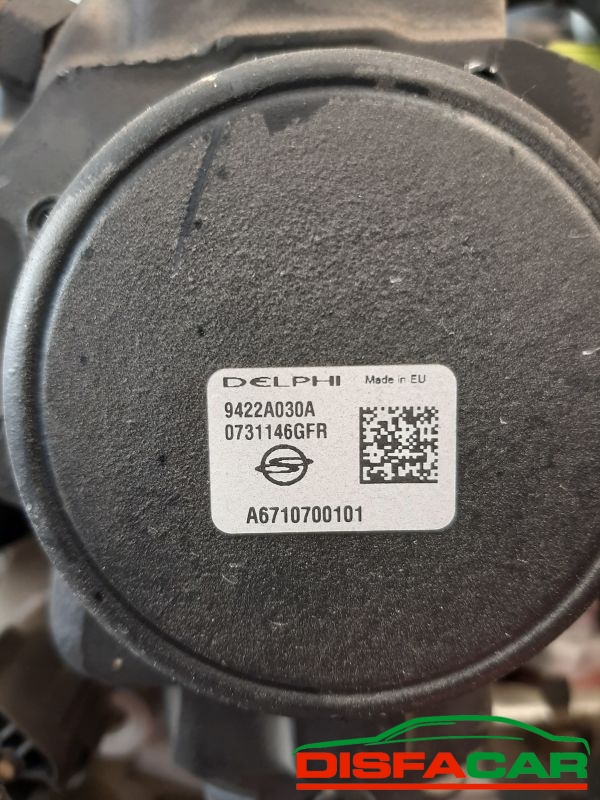 DELPHI Made in EU
9422A030A
0731146GFR
A6710700101
DISFACAR